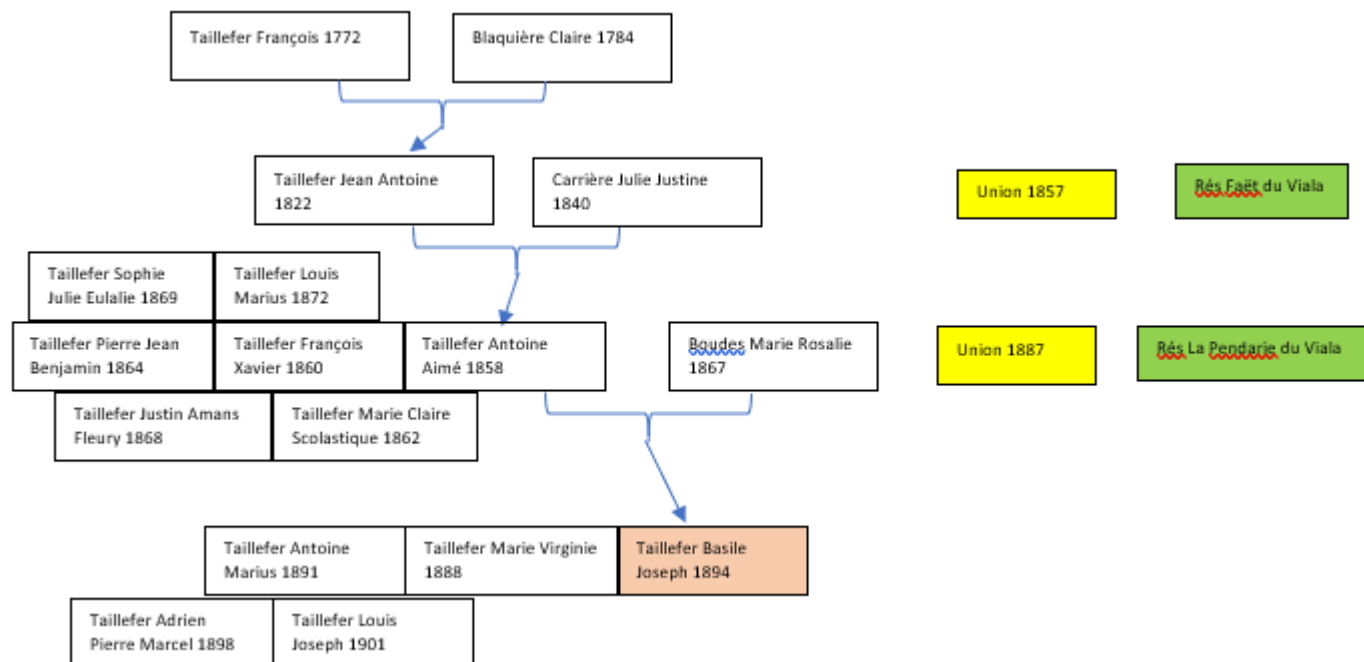 Taillefer François 1772
Blaquière Claire 1784
Taillefer Jean Antoine
1822
Carrière Julie Justine
1840
Union 1857
Rés Faët du Viala
Taillefer Sophie
Julie Eulalie 1869
Taillefer Louis
Marius 1872
Taillefer Pierre Jean
Benjamin 1864
Taillefer François
Xavier 1860
Taillefer Antoine
Aimé 1858
Boudes Marie Rosalie
1867
Union 1887
Rés La Pendarie du Viala
Taillefer Justin Amans
Fleury 1868
Taillefer Marie Claire
Scolastique 1862
Taillefer Antoine
Marius 1891
Taillefer Marie Virginie
1888
Taillefer Basile
Joseph 1894
Taillefer Adrien
Pierre Marcel 1898
Taillefer Louis
Joseph 1901